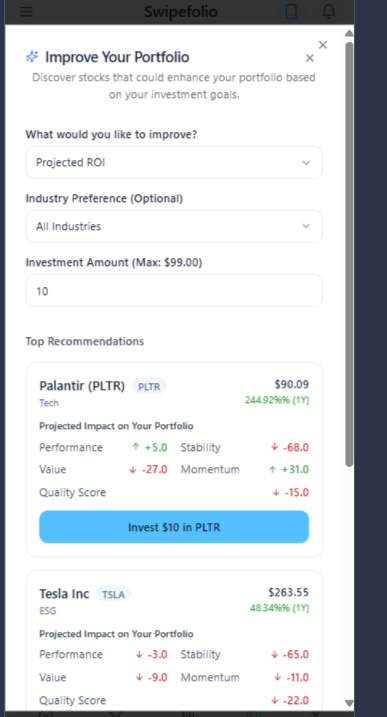 Swipefolio
Improve Your Portfolio
Discover stocks that could enhance your portfolio based
on your investment goals.
What would you like to improve?
Projected ROI
Industry Preference (Optional)
All Industries
Investment Amount (Max: $99.00)
10
Top Recommendations
Palantir (PLTR) PLTR $90.09
Tech 244.92%% (1Y)
Projected Impact on Your Portfolio
Performance ↑ +5.0 Stability ↓ -68.0
Value ↓ -27.0 Momentum ↑ +31.0
Quality Score ↓ -15.0
Invest $10 in PLTR
Tesla Inc TSLA $263.55
ESG 48.34%% (1Y)
Projected Impact on Your Portfolio
Performance ↓ -3.0 Stability ↓ -65.0
Value ↓ -9.0 Momentum ↓ -11.0
Quality Score ↓ -22.0